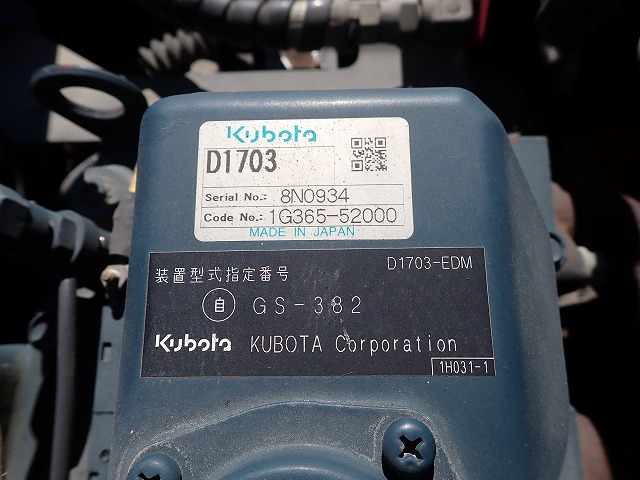 Kubota
D1703
Serial No.: 8N0934
Code No.: 1G365-52000
MADE IN JAPAN
装置型式指定番号 D1703-EDM
自 GS-382
Kubota KUBOTA Corporation
1H031-1